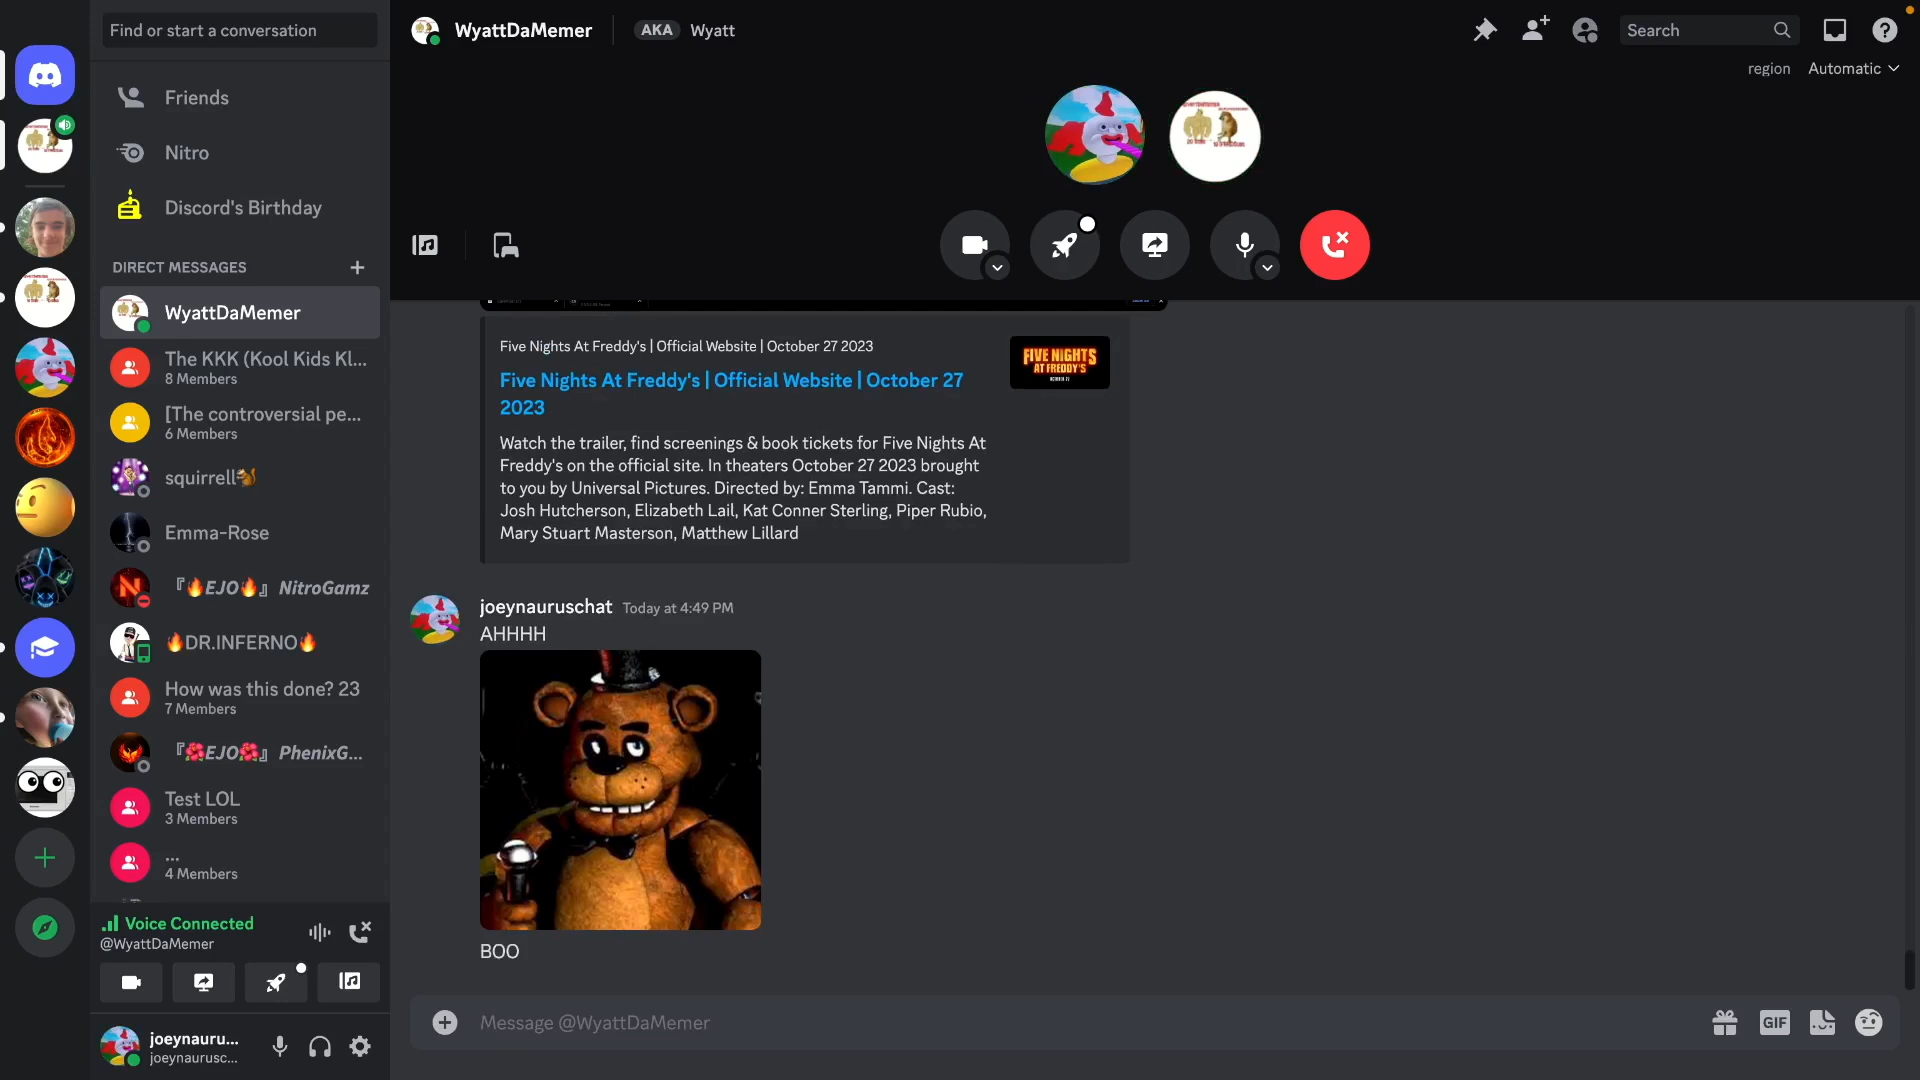 Find or start a conversation
Friends
Nitro
Discord's Birthday
DIRECT MESSAGES
WyattDaMemer
The KKK (Kool Kids Kl...
8 Members
[The controversial pe...
6 Members
squirrell🐿️
Emma-Rose
『🔥EJO🔥』 NitroGamz
🔥DR.INFERNO🔥
How was this done? 23
7 Members
『🌺EJO🌺』 PhenixG...
Test LOL
3 Members
...
4 Members
Voice Connected
@WyattDaMemer
joeynauru...
joeynaurusc...
WyattDaMemer
AKA Wyatt
Search
region Automatic
Five Nights At Freddy's | Official Website | October 27 2023
Five Nights At Freddy's | Official Website | October 27
2023
Watch the trailer, find screenings & book tickets for Five Nights At
Freddy's on the official site. In theaters October 27 2023 brought
to you by Universal Pictures. Directed by: Emma Tammi. Cast:
Josh Hutcherson, Elizabeth Lail, Kat Conner Sterling, Piper Rubio,
Mary Stuart Masterson, Matthew Lillard
FIVE NIGHTS
AT FREDDY'S
OCTOBER 27
joeynauruschat Today at 4:49 PM
AHHHH
BOO
Message @WyattDaMemer
GIF